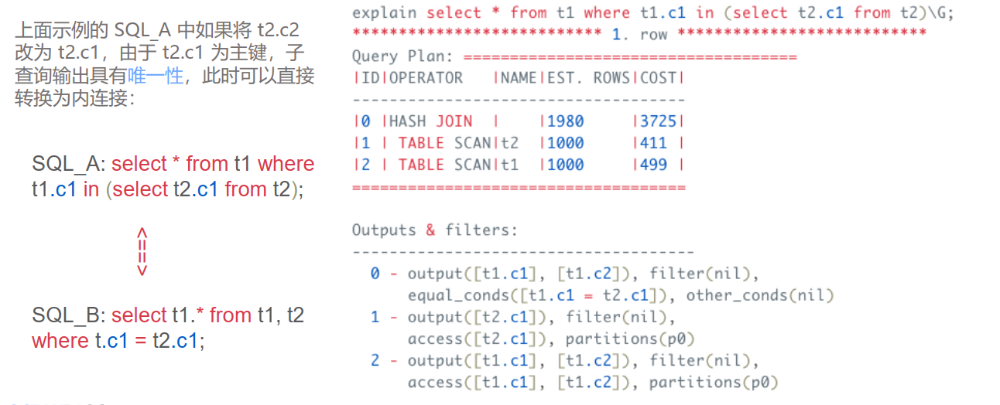 上面示例的 SQL_A 中如果将 t2.c2
改为 t2.c1，由于 t2.c1 为主键，子
查询输出具有唯一性，此时可以直接
转换为内连接：
SQL_A: select * from t1 where
t1.c1 in (select t2.c1 from t2);
<==>
SQL_B: select t1.* from t1, t2
where t.c1 = t2.c1;
explain select * from t1 where t1.c1 in (select t2.c1 from t2)\G;
*************************** 1. row ***************************
Query Plan: ====================================
|ID|OPERATOR   |NAME|EST. ROWS|COST|
------------------------------------
|0 |HASH JOIN  |    |1980     |3725|
|1 | TABLE SCAN|t2  |1000     |411 |
|2 | TABLE SCAN|t1  |1000     |499 |
====================================
Outputs & filters:
-------------------------------------
0 - output([t1.c1], [t1.c2]), filter(nil),
equal_conds([t1.c1 = t2.c1]), other_conds(nil)
1 - output([t2.c1]), filter(nil),
access([t2.c1]), partitions(p0)
2 - output([t1.c1], [t1.c2]), filter(nil),
access([t1.c1], [t1.c2]), partitions(p0)